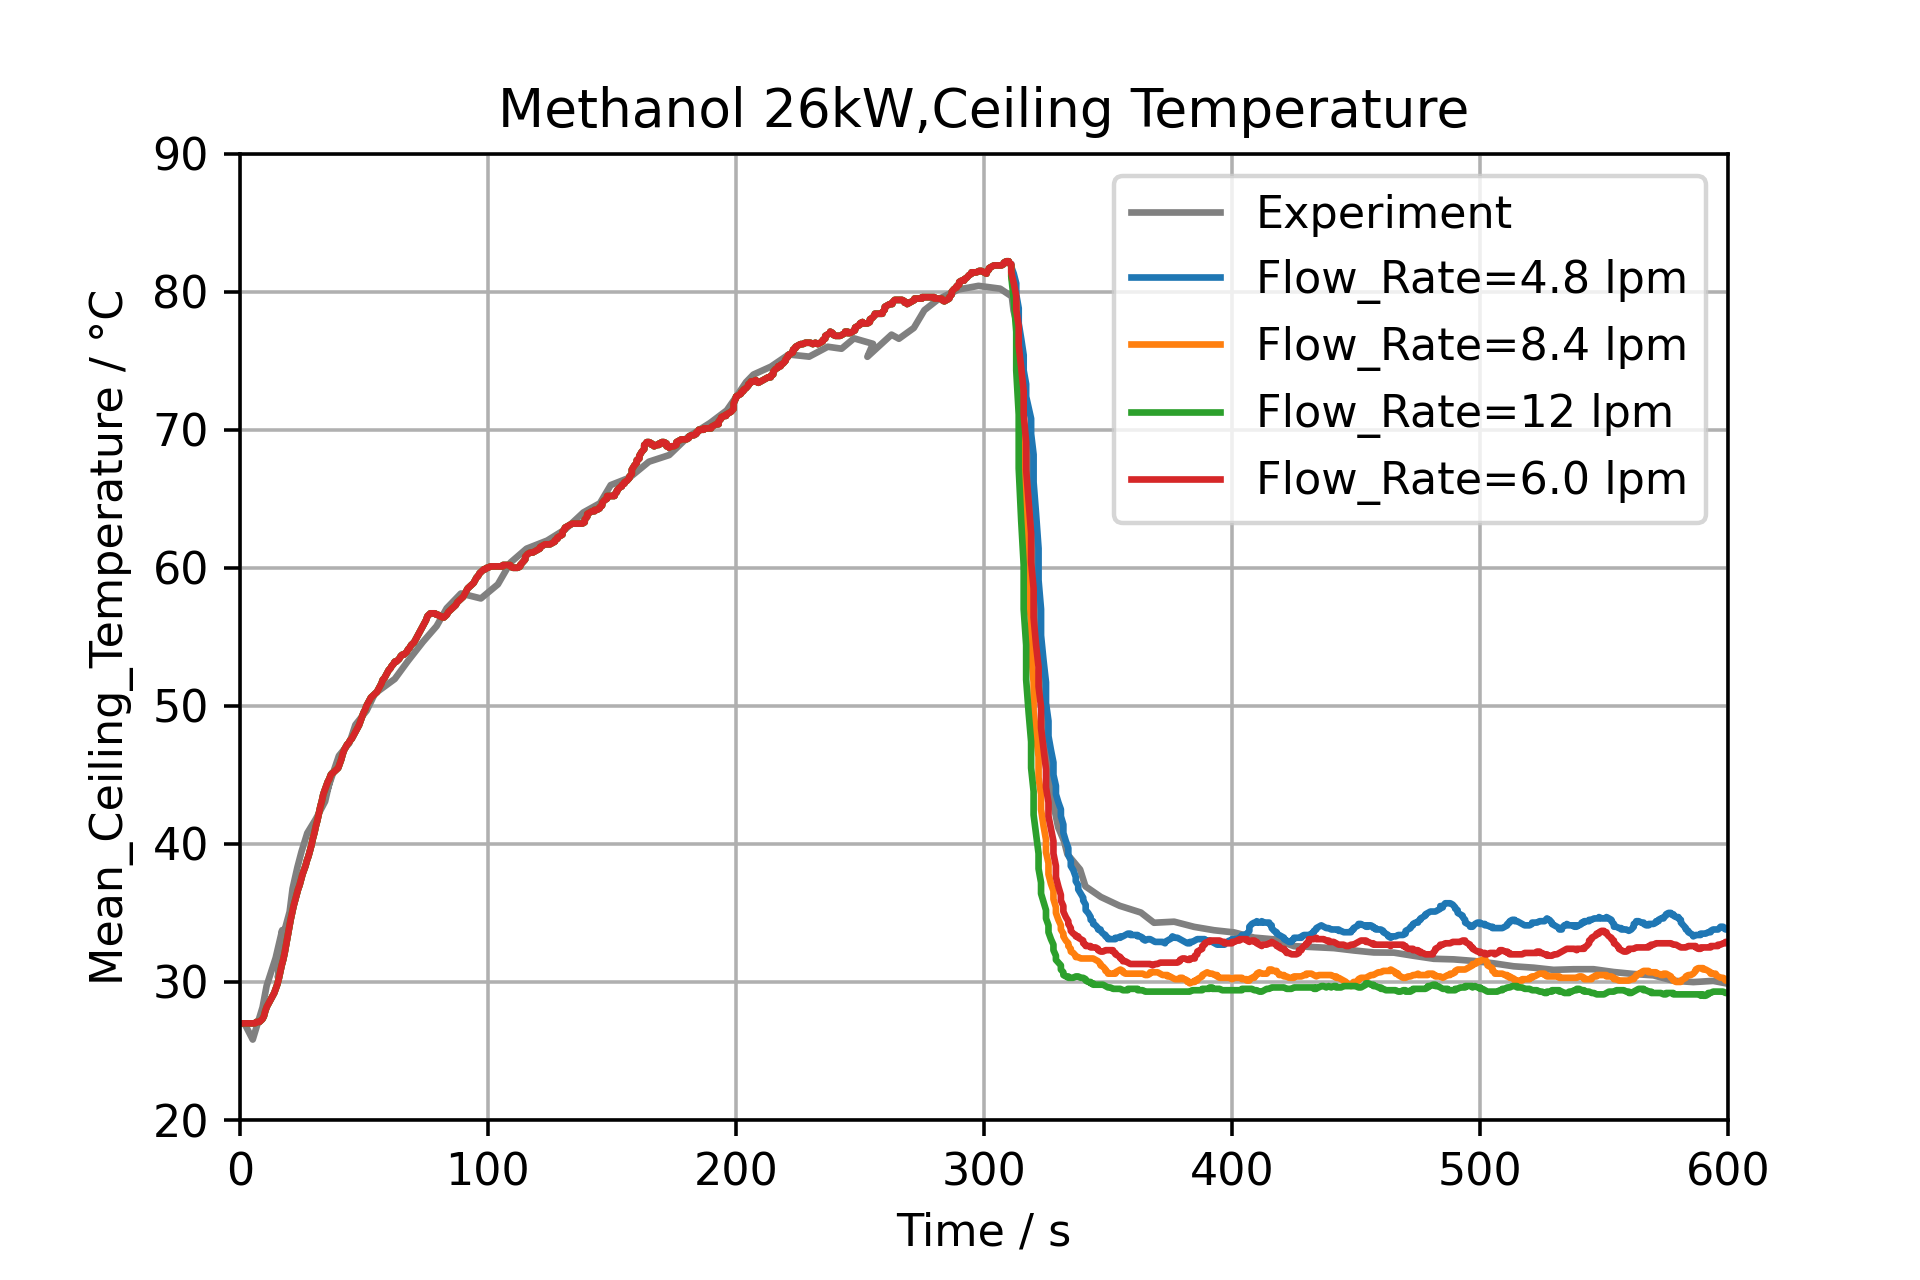 Methanol 26kW,Ceiling Temperature
90
80
70
60
50
40
30
20
Mean_Ceiling_Temperature / °C
Experiment
Flow_Rate=4.8 lpm
Flow_Rate=8.4 lpm
Flow_Rate=12 lpm
Flow_Rate=6.0 lpm
0 100 200 300 400 500 600
Time / s